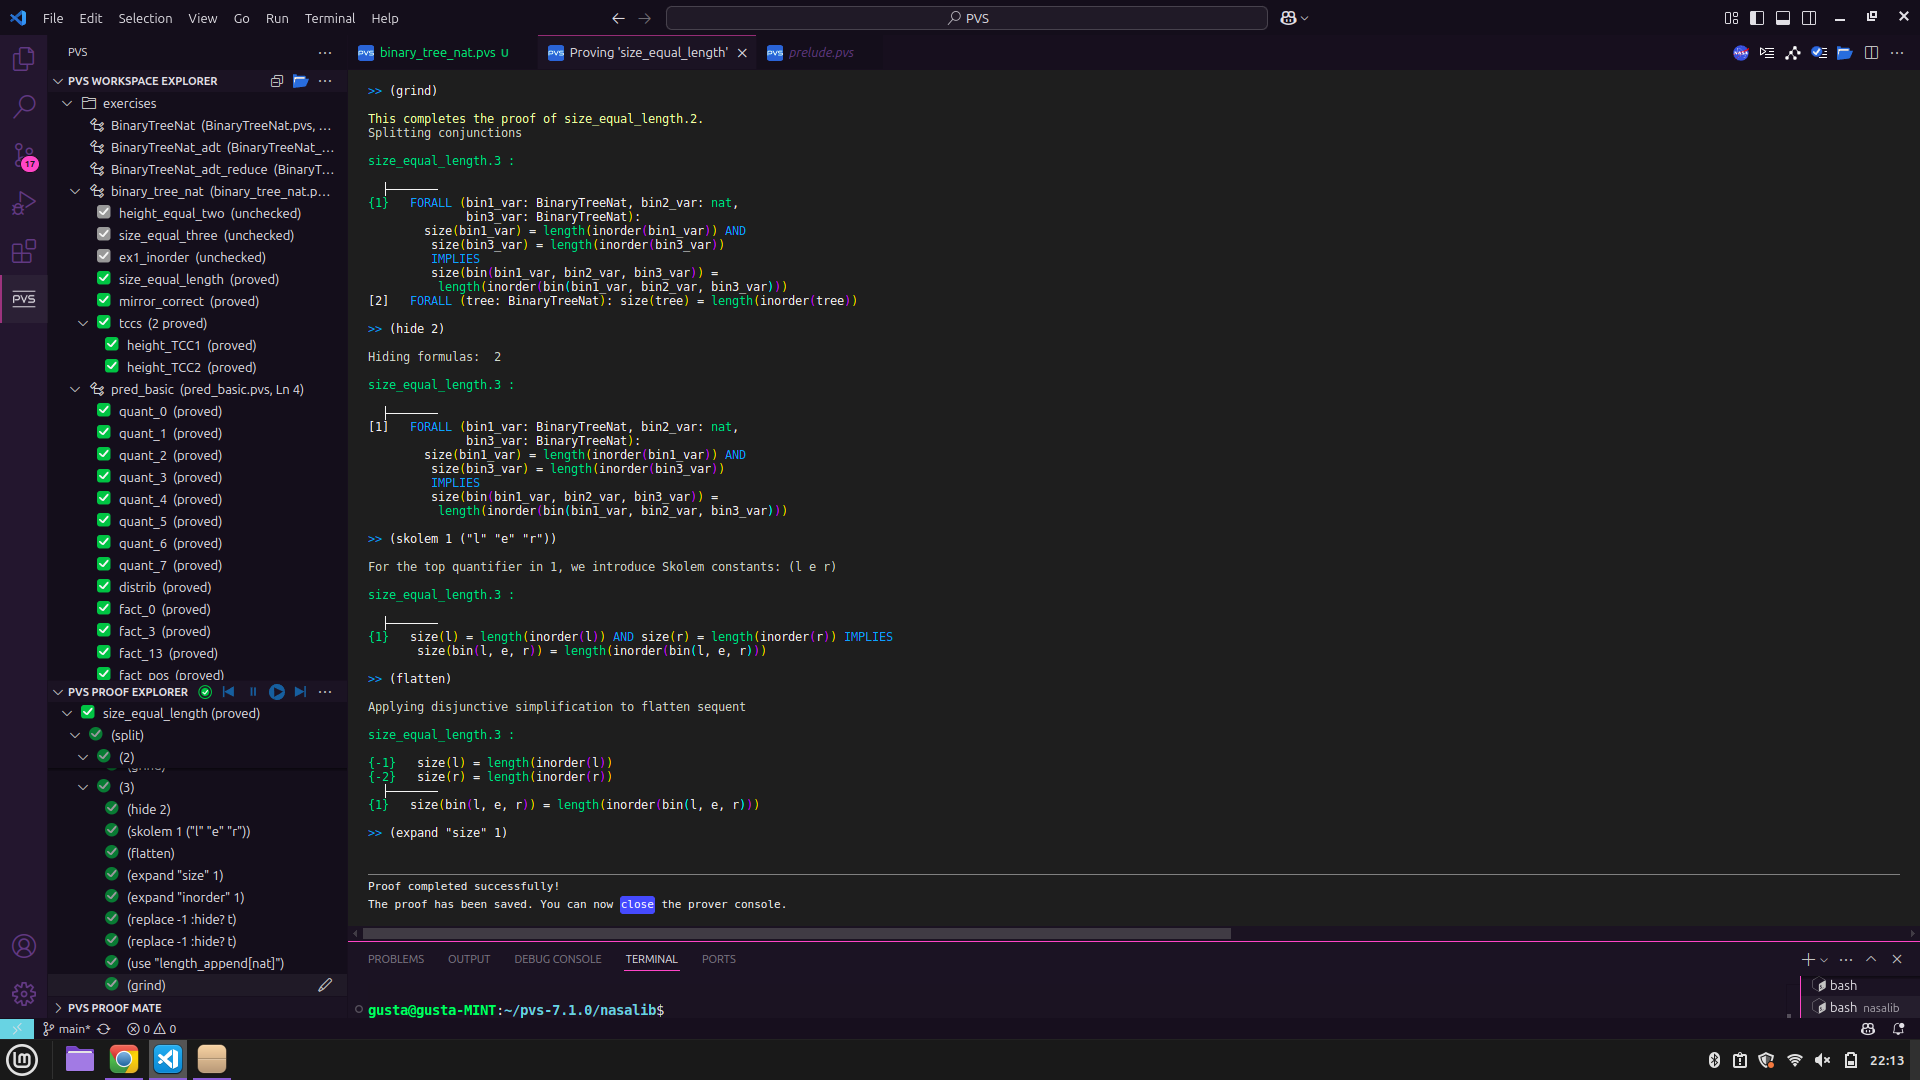 File Edit Selection View Go Run Terminal Help
PVS
PVS
PVS binary_tree_nat.pvs U
PVS Proving 'size_equal_length'
PVS prelude.pvs
PVS WORKSPACE EXPLORER
exercises
BinaryTreeNat (BinaryTreeNat.pvs, ...
BinaryTreeNat_adt (BinaryTreeNat_...
BinaryTreeNat_adt_reduce (BinaryT...
17
binary_tree_nat (binary_tree_nat.p...
height_equal_two (unchecked)
size_equal_three (unchecked)
ex1_inorder (unchecked)
size_equal_length (proved)
PVS
mirror_correct (proved)
tccs (2 proved)
height_TCC1 (proved)
height_TCC2 (proved)
pred_basic (pred_basic.pvs, Ln 4)
quant_0 (proved)
quant_1 (proved)
quant_2 (proved)
quant_3 (proved)
quant_4 (proved)
quant_5 (proved)
quant_6 (proved)
quant_7 (proved)
distrib (proved)
fact_0 (proved)
fact_3 (proved)
fact_13 (proved)
fact_pos (proved)
PVS PROOF EXPLORER
size_equal_length (proved)
(split)
(2)
(grind)
(3)
(hide 2)
(skolem 1 ("l" "e" "r"))
(flatten)
(expand "size" 1)
(expand "inorder" 1)
(replace -1 :hide? t)
(replace -1 :hide? t)
(use "length_append[nat]")
(grind)
PVS PROOF MATE
>> (grind)
This completes the proof of size_equal_length.2.
Splitting conjunctions
size_equal_length.3 :
{1} FORALL (bin1_var: BinaryTreeNat, bin2_var: nat,
bin3_var: BinaryTreeNat):
size(bin1_var) = length(inorder(bin1_var)) AND
size(bin3_var) = length(inorder(bin3_var))
IMPLIES
size(bin(bin1_var, bin2_var, bin3_var)) =
length(inorder(bin(bin1_var, bin2_var, bin3_var)))
[2] FORALL (tree: BinaryTreeNat): size(tree) = length(inorder(tree))
>> (hide 2)
Hiding formulas: 2
size_equal_length.3 :
[1] FORALL (bin1_var: BinaryTreeNat, bin2_var: nat,
bin3_var: BinaryTreeNat):
size(bin1_var) = length(inorder(bin1_var)) AND
size(bin3_var) = length(inorder(bin3_var))
IMPLIES
size(bin(bin1_var, bin2_var, bin3_var)) =
length(inorder(bin(bin1_var, bin2_var, bin3_var)))
>> (skolem 1 ("l" "e" "r"))
For the top quantifier in 1, we introduce Skolem constants: (l e r)
size_equal_length.3 :
{1} size(l) = length(inorder(l)) AND size(r) = length(inorder(r)) IMPLIES
size(bin(l, e, r)) = length(inorder(bin(l, e, r)))
>> (flatten)
Applying disjunctive simplification to flatten sequent
size_equal_length.3 :
{-1} size(l) = length(inorder(l))
{-2} size(r) = length(inorder(r))
{1} size(bin(l, e, r)) = length(inorder(bin(l, e, r)))
>> (expand "size" 1)
Proof completed successfully!
The proof has been saved. You can now close the prover console.
PROBLEMS OUTPUT DEBUG CONSOLE TERMINAL PORTS
gusta@gusta-MINT:~/pvs-7.1.0/nasalib$
bash
bash nasalib
main* 0 0
22:13